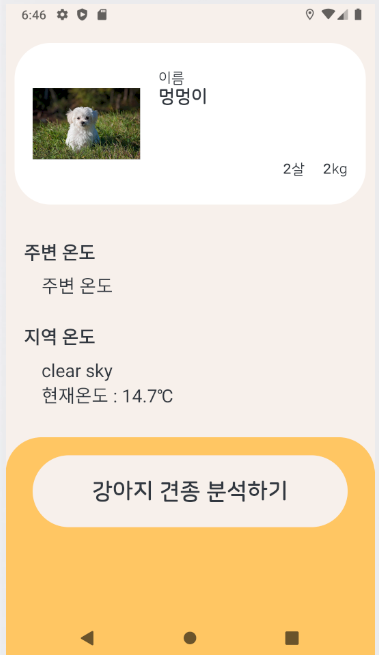 6:46
이름
멍멍이
2살 2kg
주변 온도
주변 온도
지역 온도
clear sky
현재온도 : 14.7℃
강아지 견종 분석하기